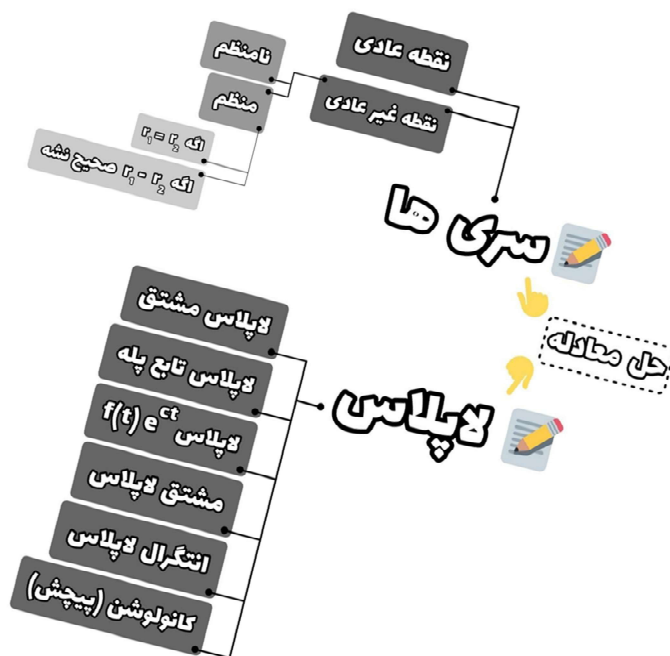 حل معادله
سری ها
نقطه عادی
نقطه غیر عادی
نامنظم
منظم
اگه r₁ = r₂
اگه r₁ - r₂ صحیح نشه
لاپلاس
لاپلاس مشتق
لاپلاس تابع پله
لاپلاس f(t) eᶜᵗ
مشتق لاپلاس
انتگرال لاپلاس
کانولوشن (پیچش)